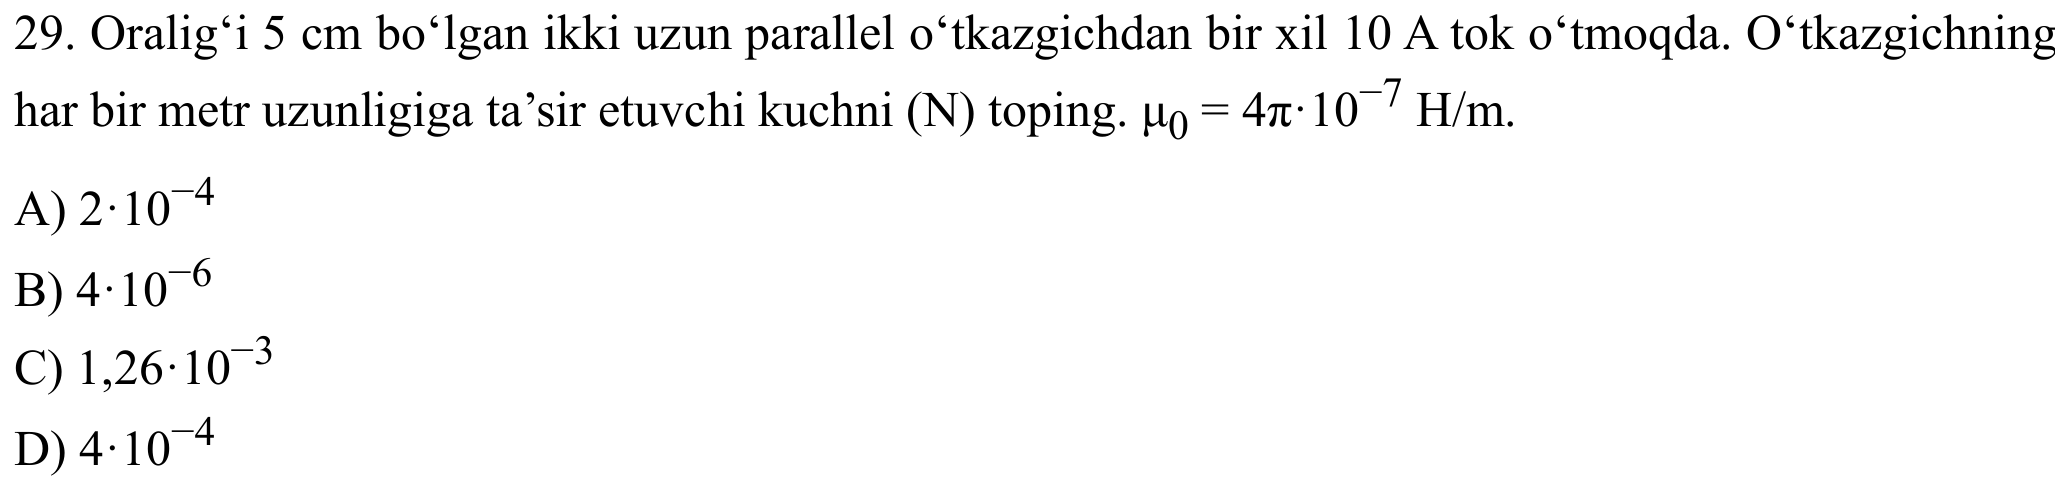 29. Oralig‘i 5 cm bo‘lgan ikki uzun parallel o‘tkazgichdan bir xil 10 A tok o‘tmoqda. O‘tkazgichning
har bir metr uzunligiga ta’sir etuvchi kuchni (N) toping. μ₀ = 4π·10⁻⁷ H/m.
A) 2·10⁻⁴
B) 4·10⁻⁶
C) 1,26·10⁻³
D) 4·10⁻⁴